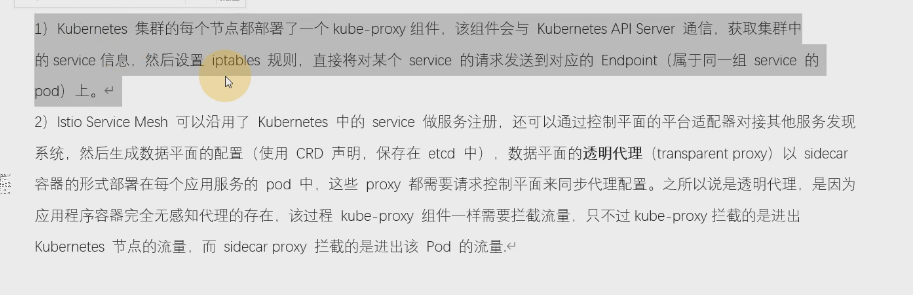 1）Kubernetes 集群的每个节点都部署了一个 kube-proxy 组件，该组件会与 Kubernetes API Server 通信，获取集群中
的 service 信息，然后设置 iptables 规则，直接将对某个 service 的请求发送到对应的 Endpoint（属于同一组 service 的
pod）上。↵
2）Istio Service Mesh 可以沿用了 Kubernetes 中的 service 做服务注册，还可以通过控制平面的平台适配器对接其他服务发现
系统，然后生成数据平面的配置（使用 CRD 声明，保存在 etcd 中），数据平面的透明代理（transparent proxy）以 sidecar
容器的形式部署在每个应用服务的 pod 中，这些 proxy 都需要请求控制平面来同步代理配置。之所以说是透明代理，是因为
应用程序容器完全无感知代理的存在，该过程 kube-proxy 组件一样需要拦截流量，只不过 kube-proxy 拦截的是进出
Kubernetes 节点的流量，而 sidecar proxy 拦截的是进出该 Pod 的流量.↵